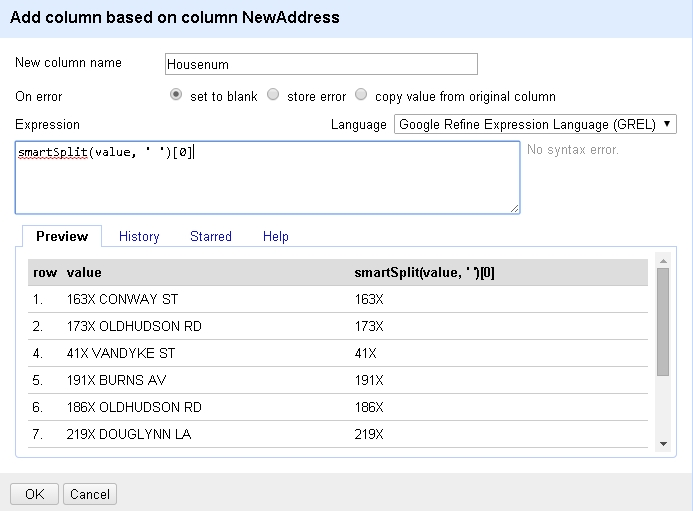 Add column based on column NewAddress
New column name Housenum
On error set to blank store error copy value from original column
Expression Language Google Refine Expression Language (GREL)
smartSplit(value, ' ')[0] No syntax error.
Preview History Starred Help
row value smartSplit(value, ' ')[0]
1. 163X CONWAY ST 163X
2. 173X OLDHUDSON RD 173X
4. 41X VANDYKE ST 41X
5. 191X BURNS AV 191X
6. 186X OLDHUDSON RD 186X
7. 219X DOUGLYNN LA 219X
OK Cancel